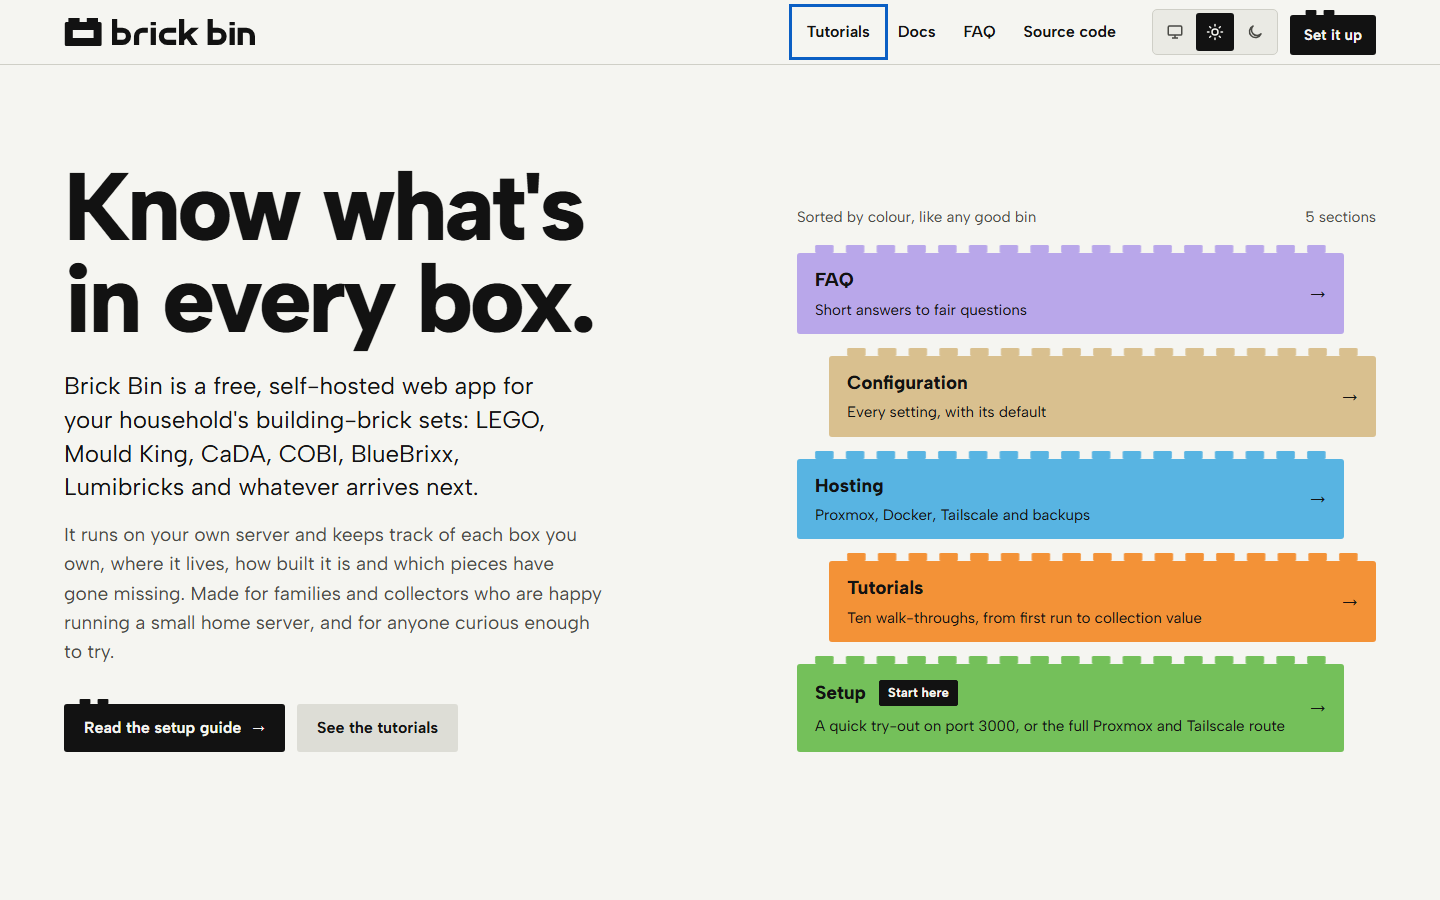 brick bin
Tutorials
Docs
FAQ
Source code
Set it up
Know what's
in every box.
Brick Bin is a free, self-hosted web app for
your household's building-brick sets: LEGO,
Mould King, CaDA, COBI, BlueBrixx,
Lumibricks and whatever arrives next.
It runs on your own server and keeps track of each box you
own, where it lives, how built it is and which pieces have
gone missing. Made for families and collectors who are happy
running a small home server, and for anyone curious enough
to try.
Read the setup guide →
See the tutorials
Sorted by colour, like any good bin
5 sections
FAQ
Short answers to fair questions
→
Configuration
Every setting, with its default
→
Hosting
Proxmox, Docker, Tailscale and backups
→
Tutorials
Ten walk-throughs, from first run to collection value
→
Setup
Start here
A quick try-out on port 3000, or the full Proxmox and Tailscale route
→